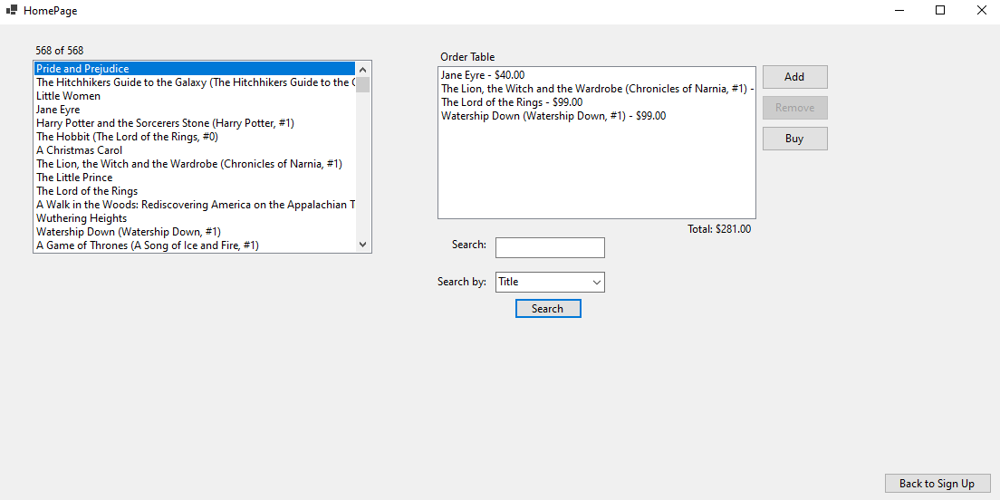 HomePage
568 of 568
Pride and Prejudice
The Hitchhikers Guide to the Galaxy (The Hitchhikers Guide to the
Little Women
Jane Eyre
Harry Potter and the Sorcerers Stone (Harry Potter, #1)
The Hobbit (The Lord of the Rings, #0)
A Christmas Carol
The Lion, the Witch and the Wardrobe (Chronicles of Narnia, #1)
The Little Prince
The Lord of the Rings
A Walk in the Woods: Rediscovering America on the Appalachian T
Wuthering Heights
Watership Down (Watership Down, #1)
A Game of Thrones (A Song of Ice and Fire, #1)
Order Table
Jane Eyre - $40.00
The Lion, the Witch and the Wardrobe (Chronicles of Narnia, #1) -
The Lord of the Rings - $99.00
Watership Down (Watership Down, #1) - $99.00
Add
Remove
Buy
Total: $281.00
Search:
Search by: Title
Search
Back to Sign Up